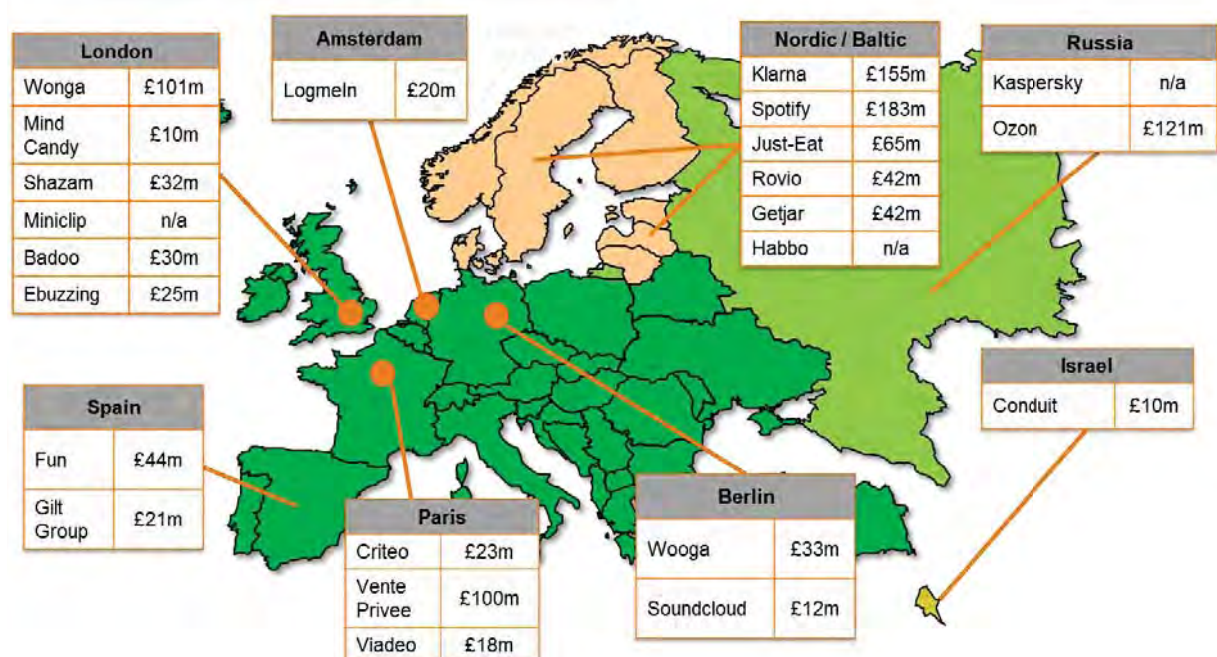 London
Wonga £101m
Mind
Candy £10m
Shazam £32m
Miniclip n/a
Badoo £30m
Ebuzzing £25m
Amsterdam
LogmeIn £20m
Nordic / Baltic
Klarna £155m
Spotify £183m
Just-Eat £65m
Rovio £42m
Getjar £42m
Habbo n/a
Russia
Kaspersky n/a
Ozon £121m
Spain
Fun £44m
Gilt
Group £21m
Paris
Criteo £23m
Vente
Privee £100m
Viadeo £18m
Berlin
Wooga £33m
Soundcloud £12m
Israel
Conduit £10m